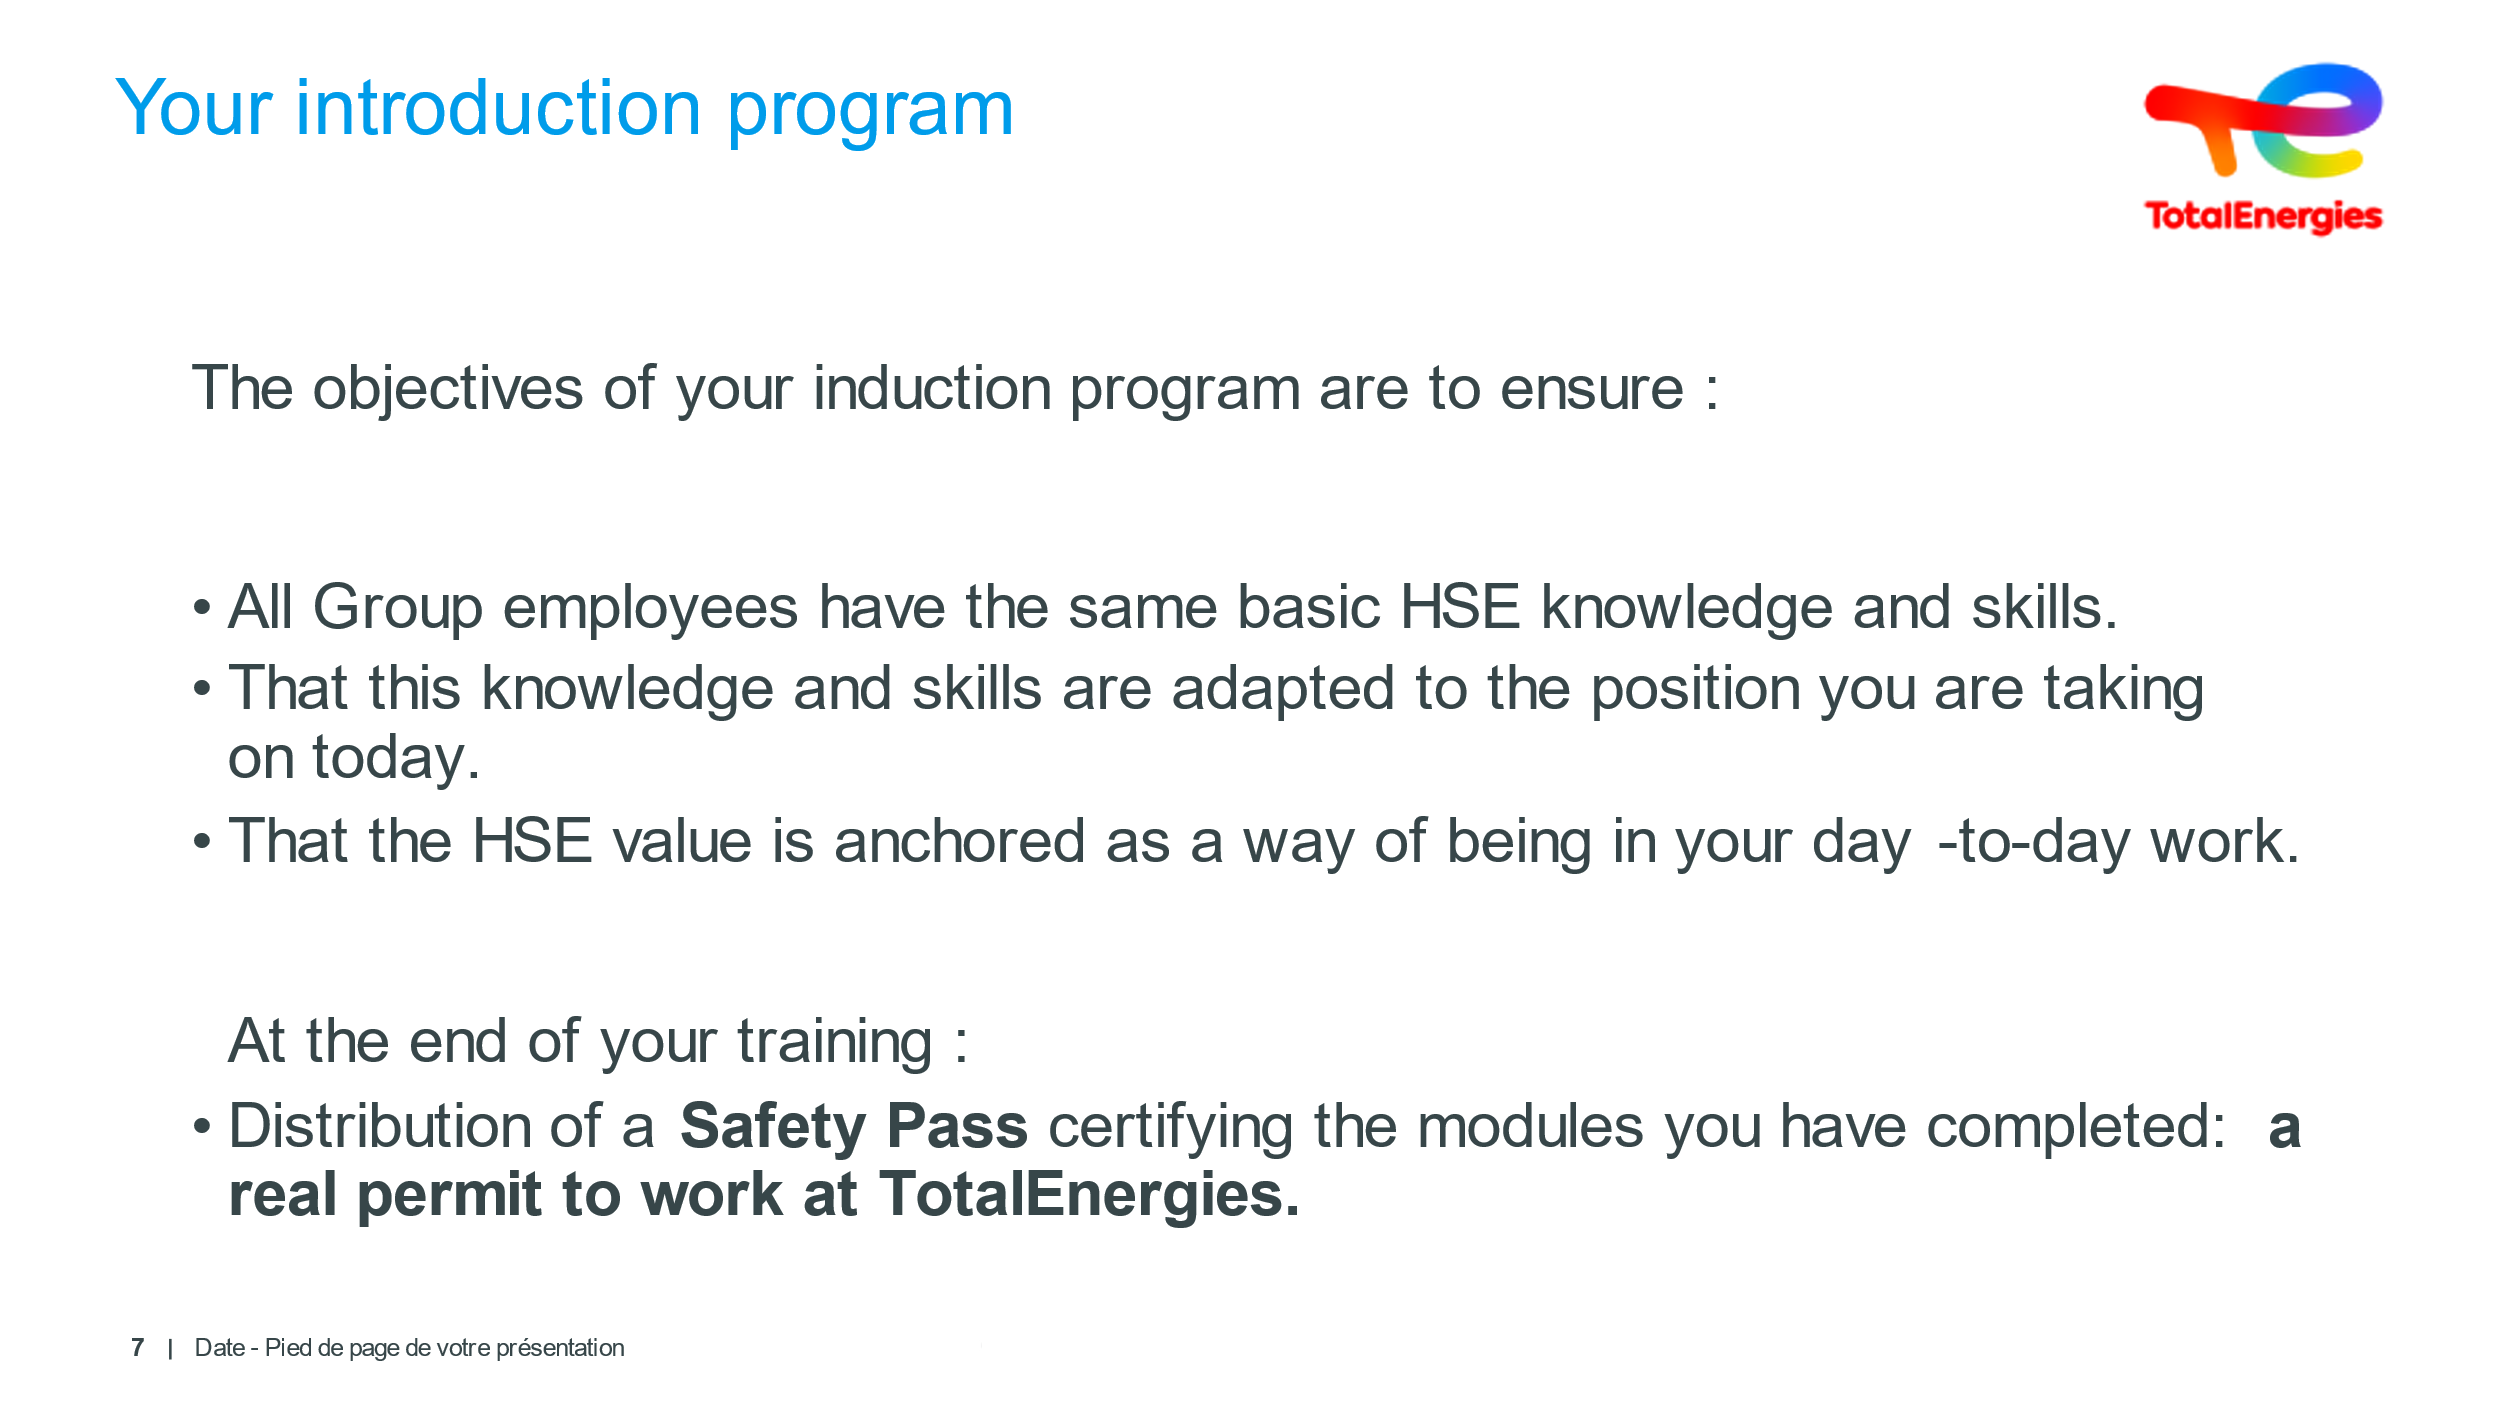 Your introduction program
TotalEnergies
The objectives of your induction program are to ensure :
• All Group employees have the same basic HSE knowledge and skills.
• That this knowledge and skills are adapted to the position you are taking
on today.
• That the HSE value is anchored as a way of being in your day -to-day work.
At the end of your training :
• Distribution of a Safety Pass certifying the modules you have completed: a
real permit to work at TotalEnergies.
7 | Date - Pied de page de votre présentation